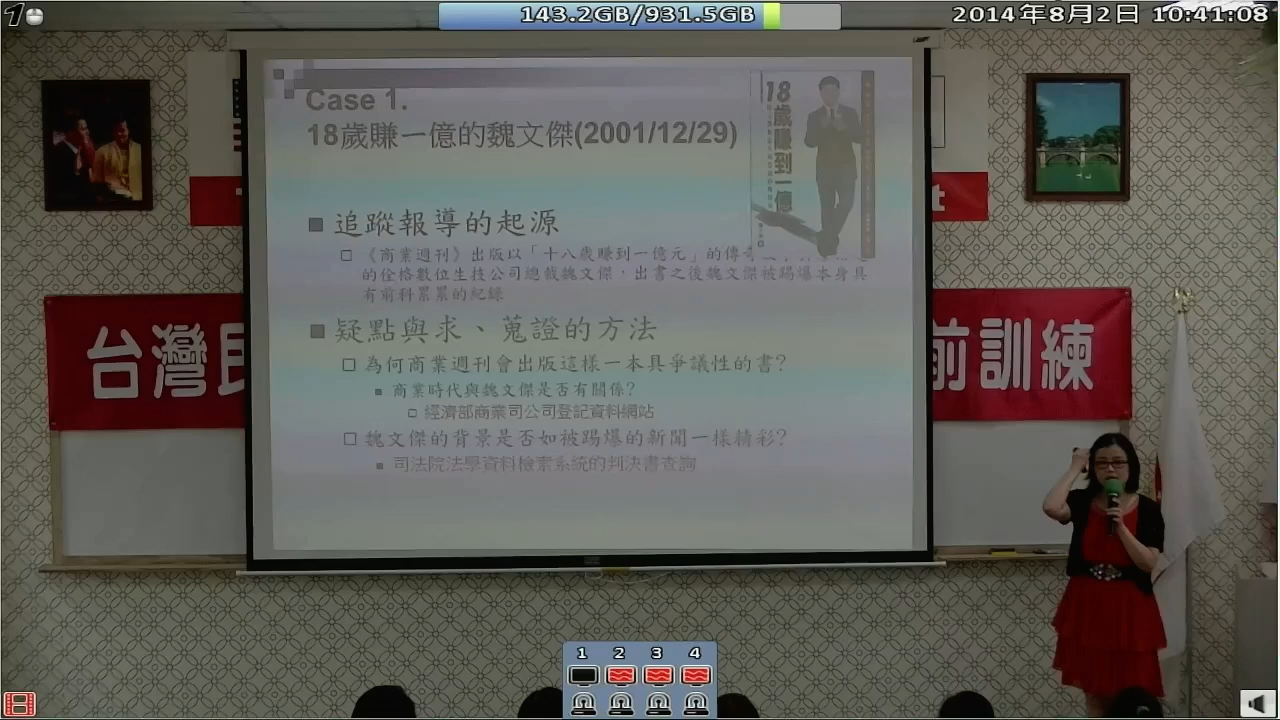 1
143.2GB/931.5GB
2014年8月2日 10:41:08
Case 1.
18歲賺一億的魏文傑(2001/12/29)
18歲賺到一億
追蹤報導的起源
《商業週刊》出版以「十八歲賺到一億元」的傳奇
的佺格數位生技公司總裁魏文傑，出書之後魏文傑被踢爆本身具
有前科累累的紀錄
疑點與求、蒐證的方法
為何商業週刊會出版這樣一本具爭議性的書?
商業時代與魏文傑是否有關係?
經濟部商業司公司登記資料網站
魏文傑的背景是否如被踢爆的新聞一樣精彩?
司法院法學資料檢索系統的判決書查詢
t
台灣民
前訓練
1 2 3 4